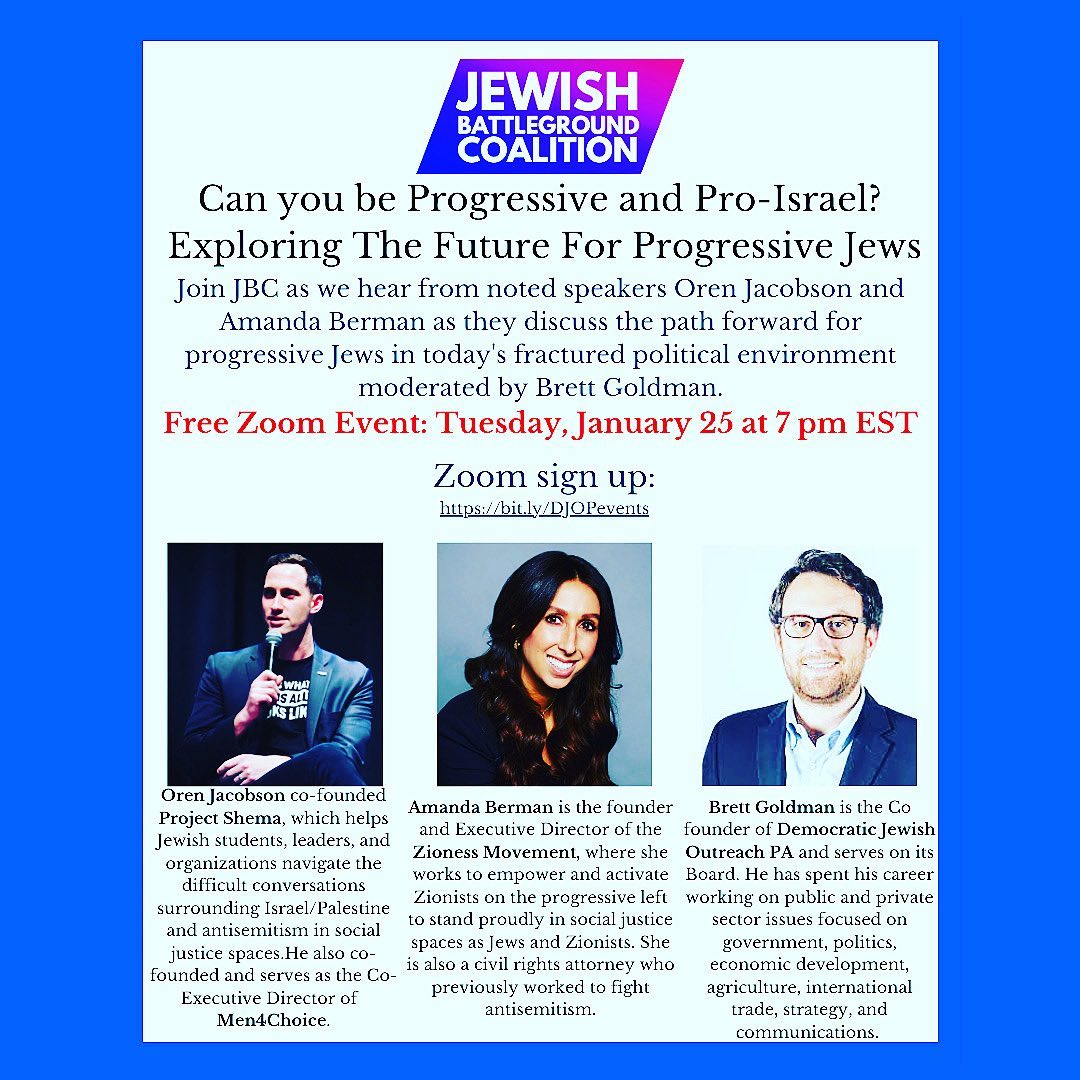 JEWISH
BATTLEGROUND
COALITION
Can you be Progressive and Pro-Israel?
Exploring The Future For Progressive Jews
Join JBC as we hear from noted speakers Oren Jacobson and
Amanda Berman as they discuss the path forward for
progressive Jews in today's fractured political environment
moderated by Brett Goldman.
Free Zoom Event: Tuesday, January 25 at 7 pm EST
Zoom sign up:
https://bit.ly/DJOPevents
WHAT
KS LIK
Oren Jacobson co-founded
Project Shema, which helps
Jewish students, leaders, and
organizations navigate the
difficult conversations
surrounding Israel/Palestine
and antisemitism in social
justice spaces.He also co-
founded and serves as the Co-
Executive Director of
Men4Choice.
Amanda Berman is the founder
and Executive Director of the
Zioness Movement, where she
works to empower and activate
Zionists on the progressive left
to stand proudly in social justice
spaces as Jews and Zionists. She
is also a civil rights attorney who
previously worked to fight
antisemitism.
Brett Goldman is the Co
founder of Democratic Jewish
Outreach PA and serves on its
Board. He has spent his career
working on public and private
sector issues focused on
government, politics,
economic development,
agriculture, international
trade, strategy, and
communications.